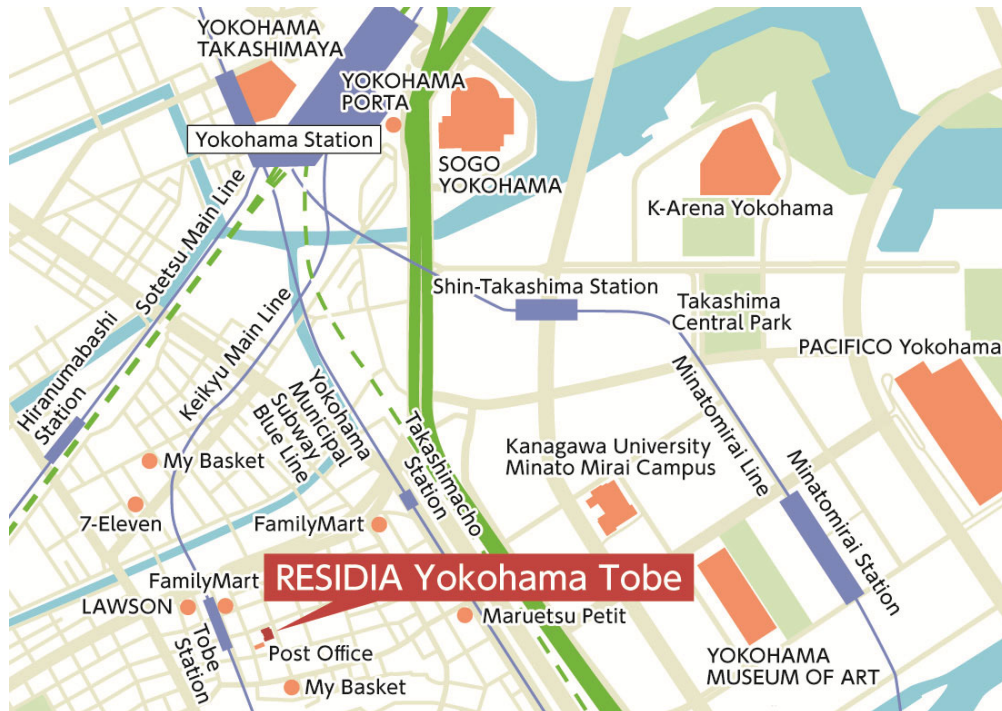 YOKOHAMA
TAKASHIMAYA
YOKOHAMA
PORTA
Yokohama Station
SOGO
YOKOHAMA
K-Arena Yokohama
Sotetsu Main Line
Shin-Takashima Station
Takashima
Central Park
PACIFICO Yokohama
Hiranumabashi
Station
Keikyu Main Line
Yokohama
Municipal
Subway
Blue Line
Takashimacho
Station
Minatomirai Line
Kanagawa University
Minato Mirai Campus
My Basket
Minatomirai Station
7-Eleven
FamilyMart
RESIDIA Yokohama Tobe
FamilyMart
LAWSON
Tobe
Station
Maruetsu Petit
Post Office
My Basket
YOKOHAMA
MUSEUM OF ART